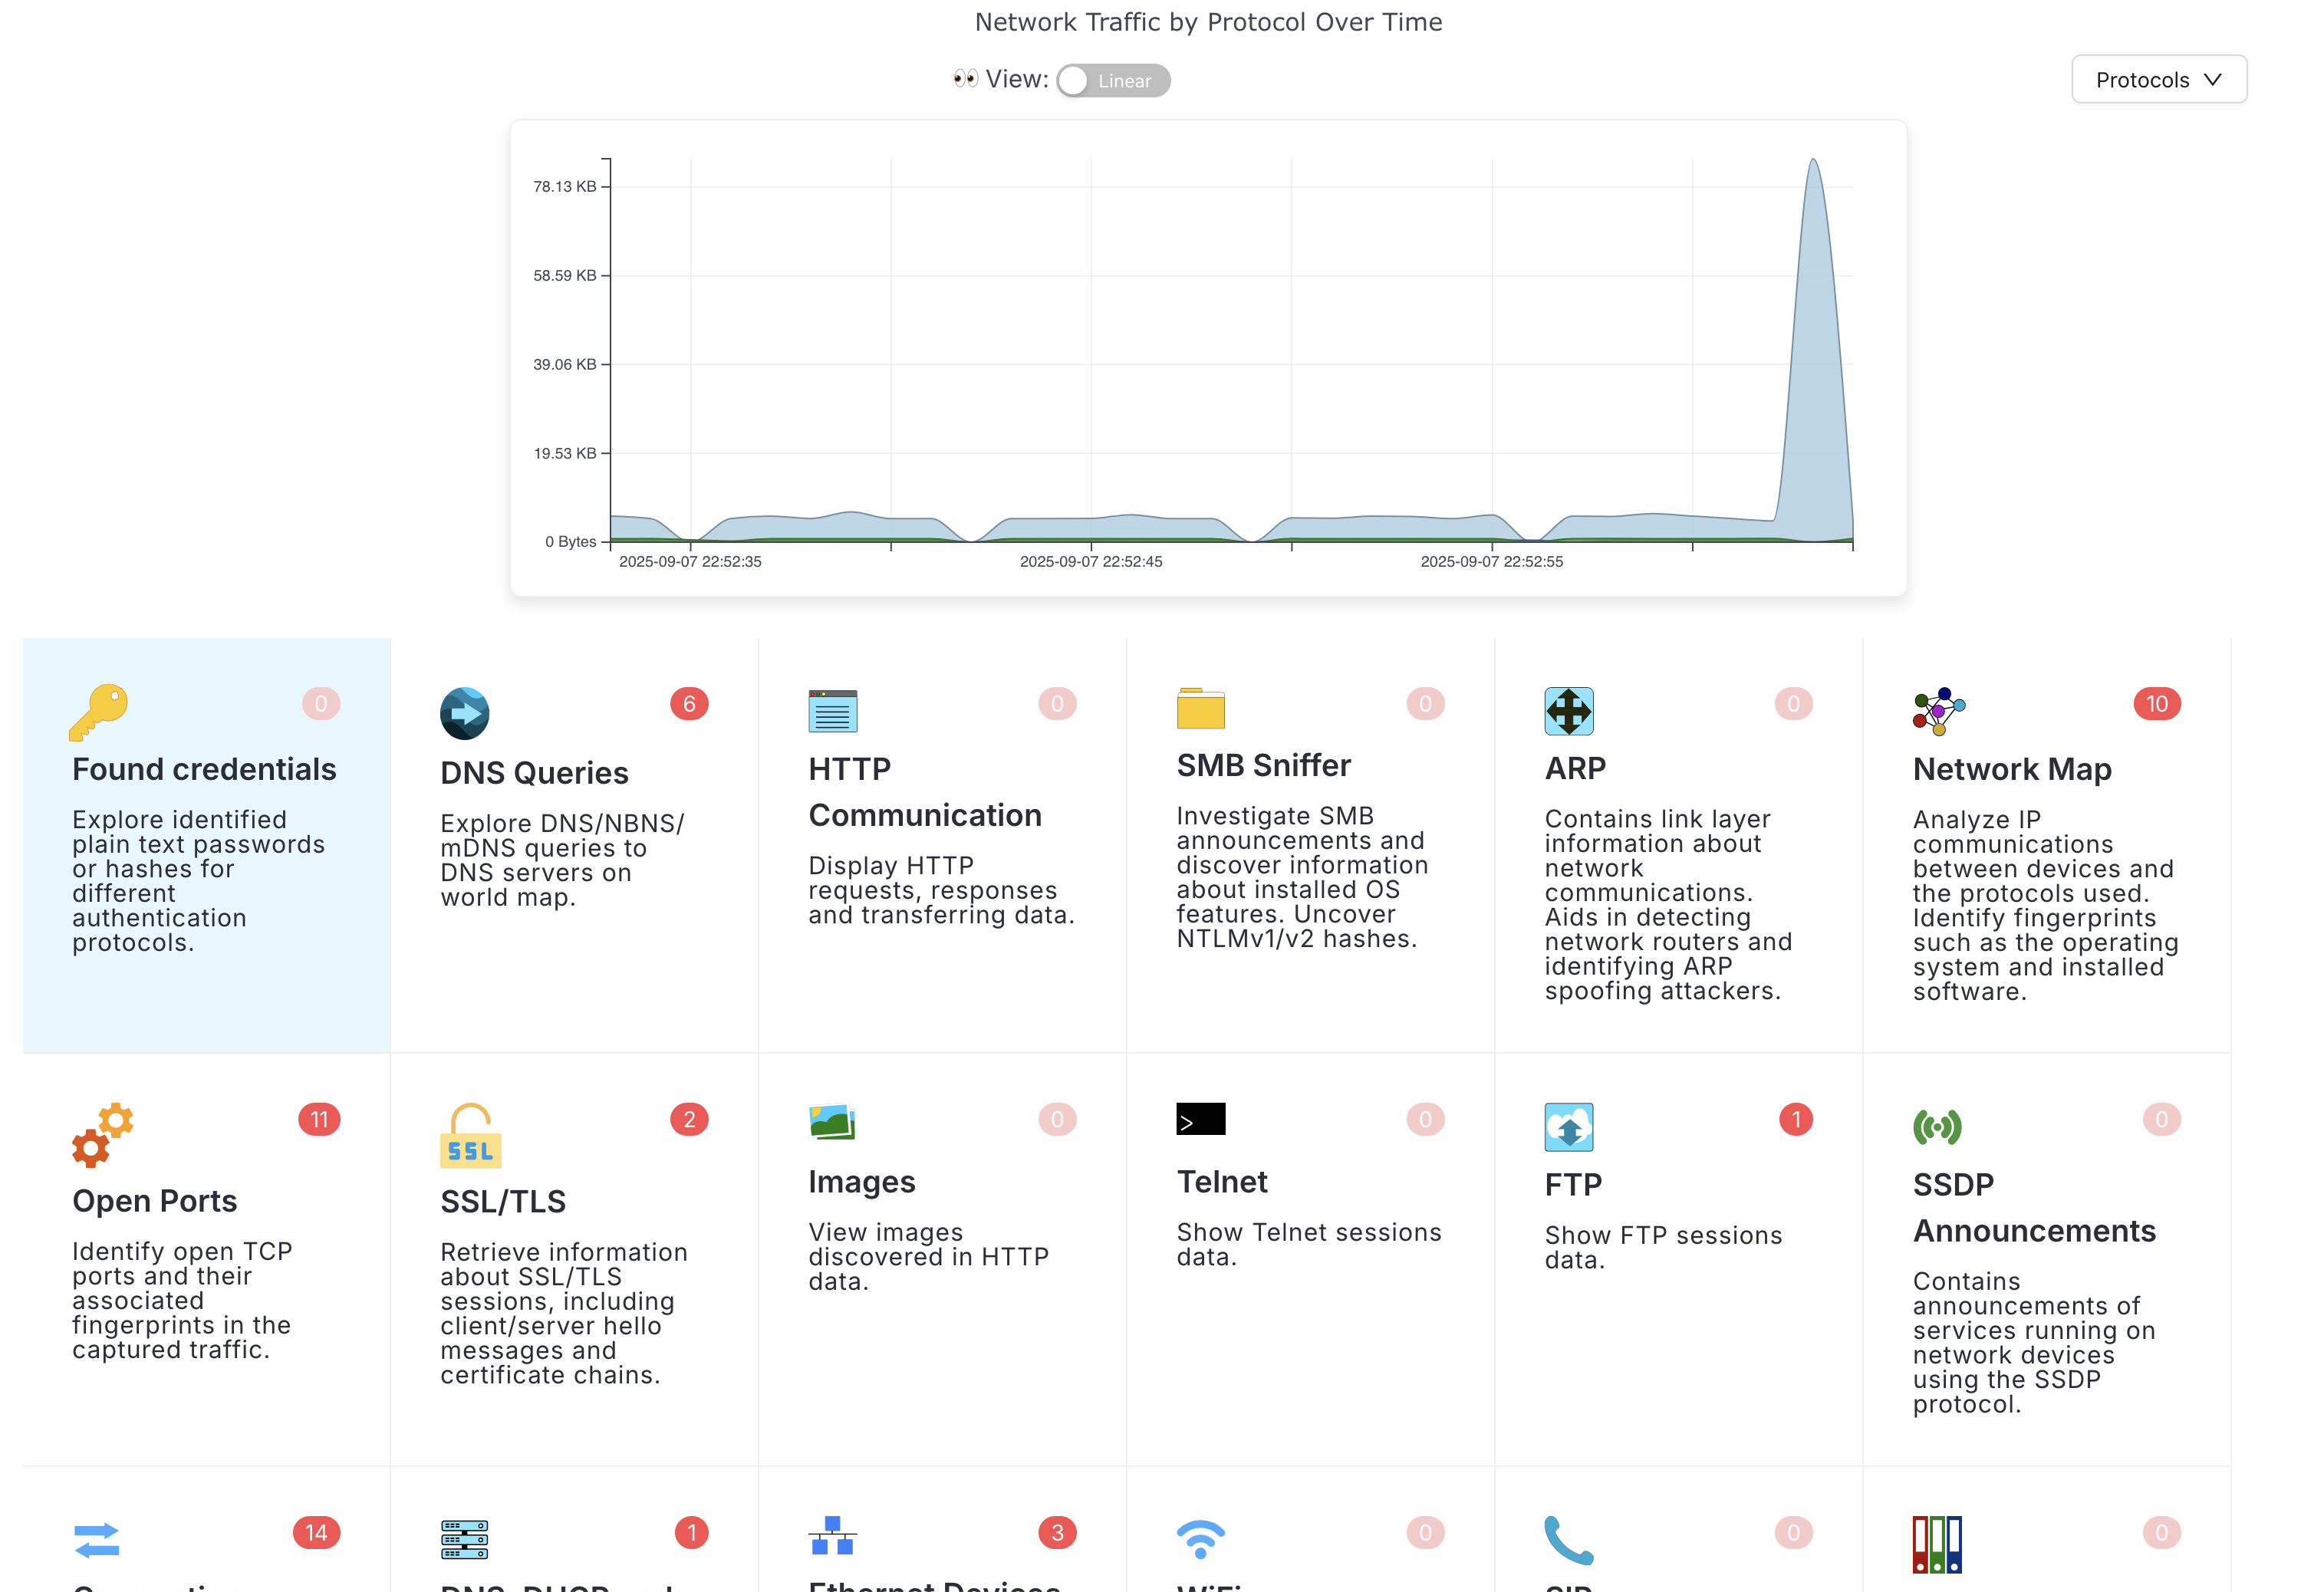 Network Traffic by Protocol Over Time
View:
Linear
Protocols
78.13 KB
58.59 KB
39.06 KB
19.53 KB
0 Bytes
2025-09-07 22:52:35
2025-09-07 22:52:45
2025-09-07 22:52:55
0
Found credentials
Explore identified
plain text passwords
or hashes for
different
authentication
protocols.
6
DNS Queries
Explore DNS/NBNS/
mDNS queries to
DNS servers on
world map.
0
HTTP
Communication
Display HTTP
requests, responses
and transferring data.
0
SMB Sniffer
Investigate SMB
announcements and
discover information
about installed OS
features. Uncover
NTLMv1/v2 hashes.
0
ARP
Contains link layer
information about
network
communications.
Aids in detecting
network routers and
identifying ARP
spoofing attackers.
10
Network Map
Analyze IP
communications
between devices and
the protocols used.
Identify fingerprints
such as the operating
system and installed
software.
11
Open Ports
Identify open TCP
ports and their
associated
fingerprints in the
captured traffic.
SSL
2
SSL/TLS
Retrieve information
about SSL/TLS
sessions, including
client/server hello
messages and
certificate chains.
0
Images
View images
discovered in HTTP
data.
>
0
Telnet
Show Telnet sessions
data.
1
FTP
Show FTP sessions
data.
0
SSDP
Announcements
Contains
announcements of
services running on
network devices
using the SSDP
protocol.
14
1
3
Ethernet Devices
0
WiFi
0
SIP
0